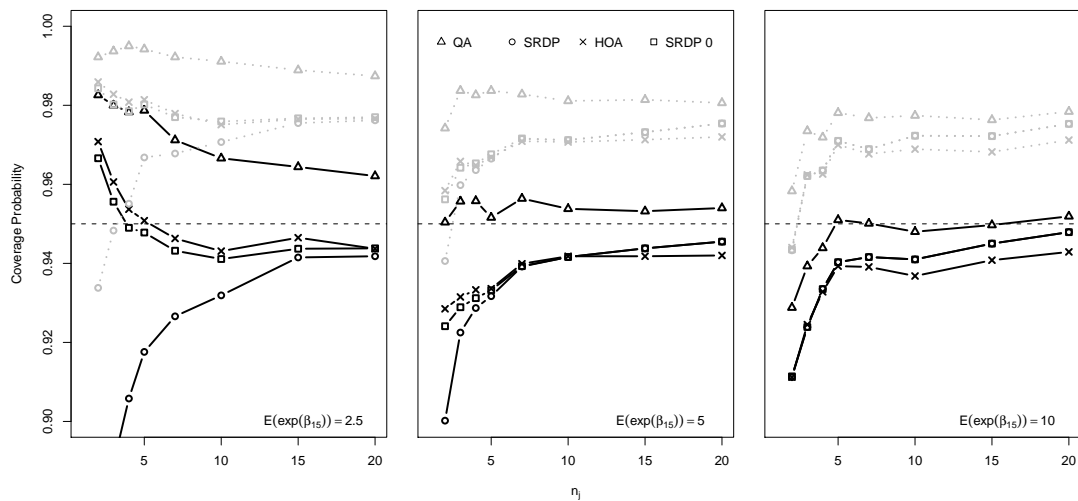 1.00
0.98
0.96
0.94
0.92
0.90
Coverage Probability
QA SRDP HOA SRDP 0
E(exp(β₁₅)) = 2.5 E(exp(β₁₅)) = 5 E(exp(β₁₅)) = 10
5 10 15 20 5 10 15 20 5 10 15 20
nⱼ